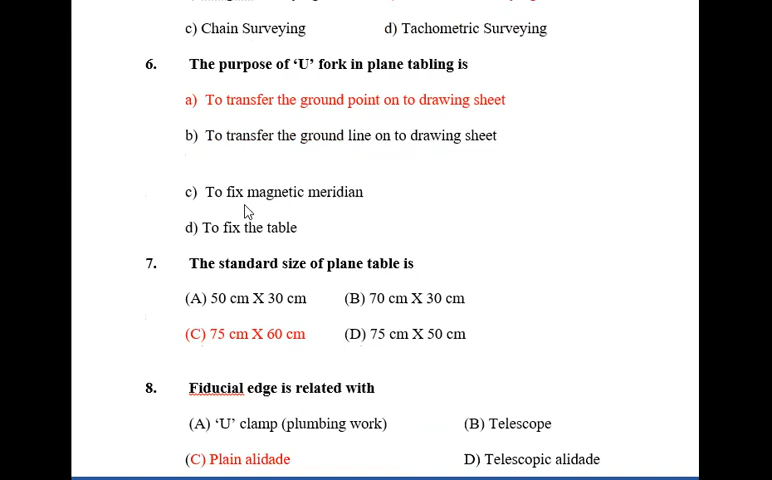 c) Chain Surveying d) Tachometric Surveying
6. The purpose of ‘U’ fork in plane tabling is
a) To transfer the ground point on to drawing sheet
b) To transfer the ground line on to drawing sheet
c) To fix magnetic meridian
d) To fix the table
7. The standard size of plane table is
(A) 50 cm X 30 cm (B) 70 cm X 30 cm
(C) 75 cm X 60 cm (D) 75 cm X 50 cm
8. Fiducial edge is related with
(A) ‘U’ clamp (plumbing work) (B) Telescope
(C) Plain alidade D) Telescopic alidade